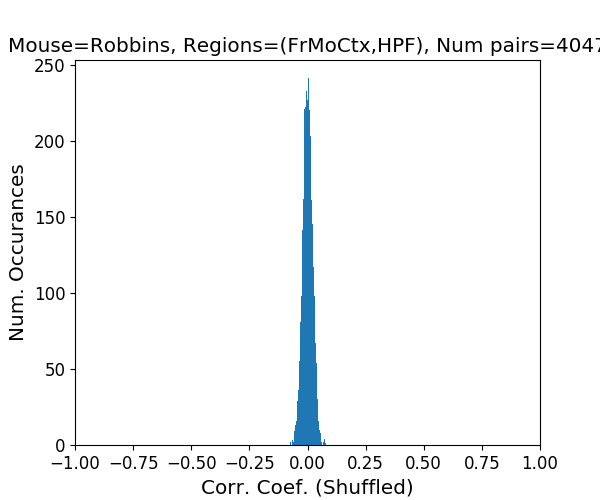 Mouse=Robbins, Regions=(FrMoCtx,HPF), Num pairs=4047
250
200
150
100
50
0
Num. Occurances
−1.00 −0.75 −0.50 −0.25 0.00 0.25 0.50 0.75 1.00
Corr. Coef. (Shuffled)